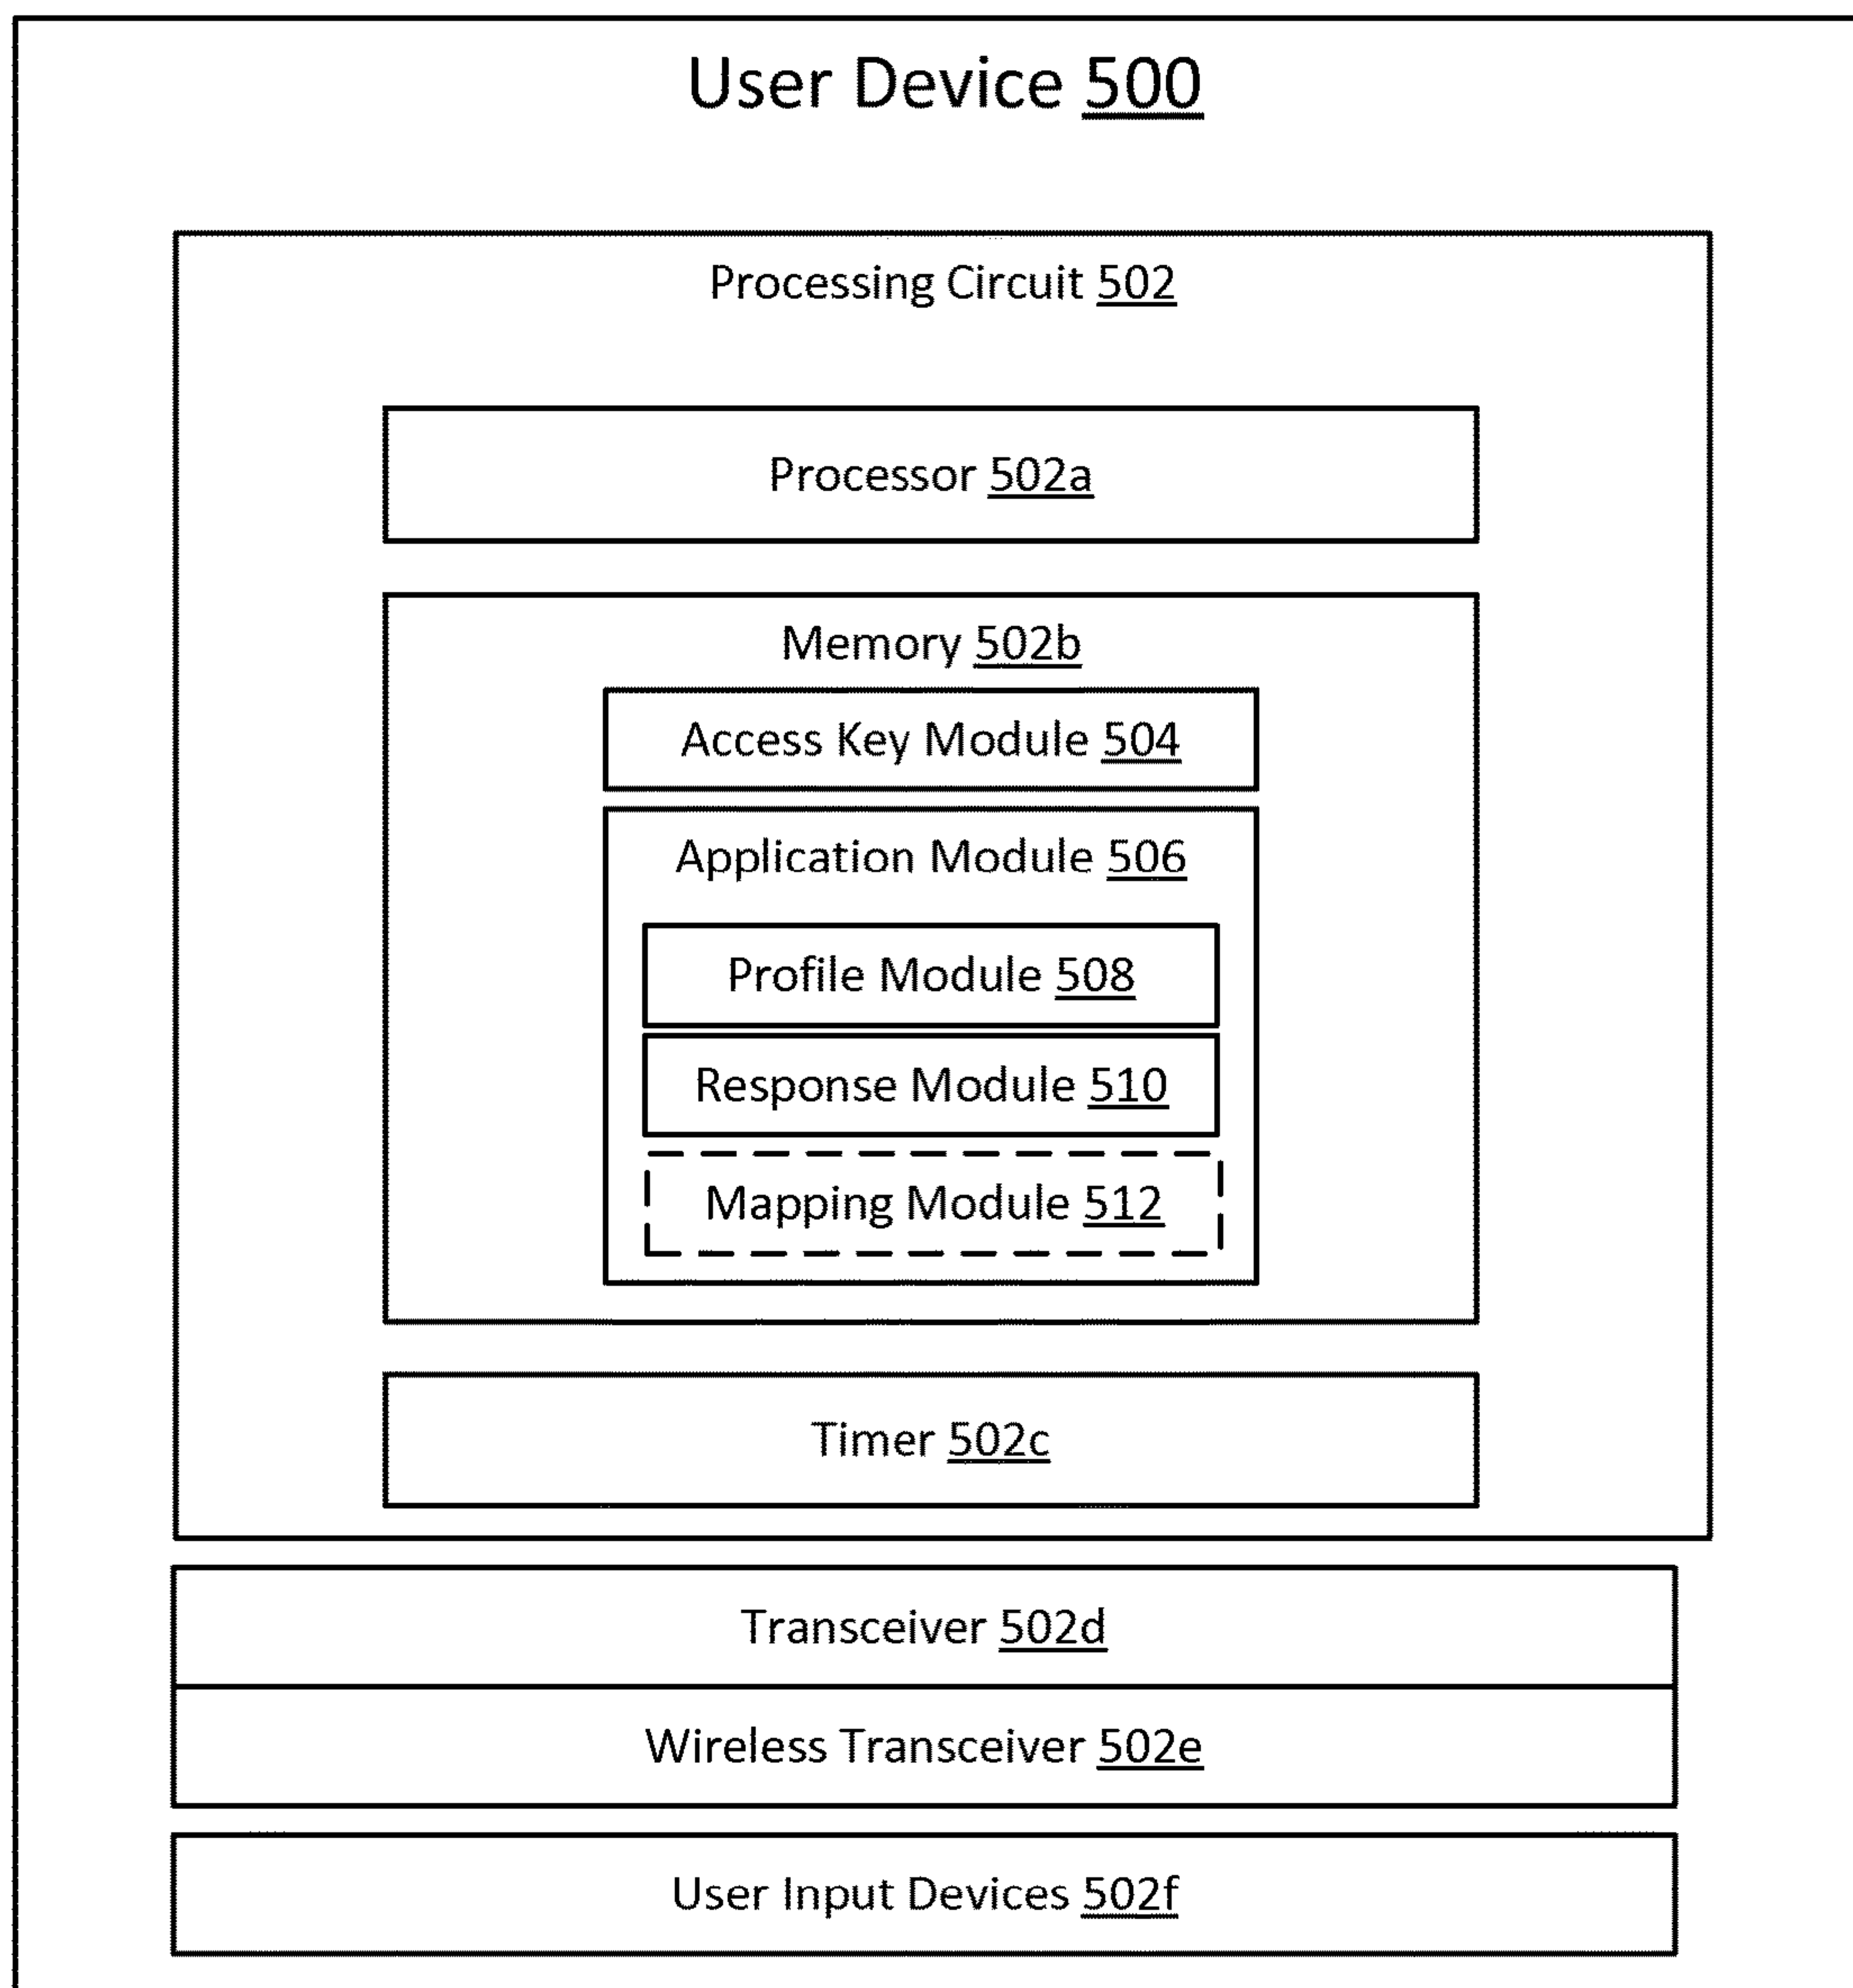 User Device 500
Processing Circuit 502
Processor 502a
Memory 502b
Access Key Module 504
Application Module 506
Profile Module 508
Response Module 510
Mapping Module 512
Timer 502c
Transceiver 502d
Wireless Transceiver 502e
User Input Devices 502f